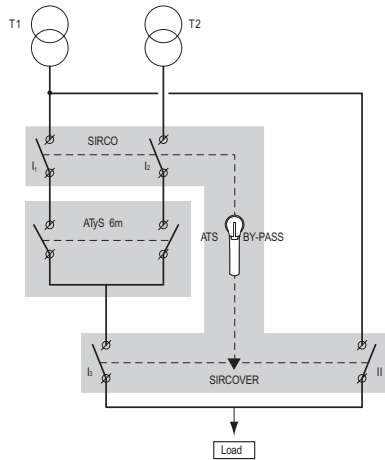 T1
T2
SIRCO
I1
I2
ATyS 6m
ATS BY-PASS
I3
II
SIRCOVER
Load